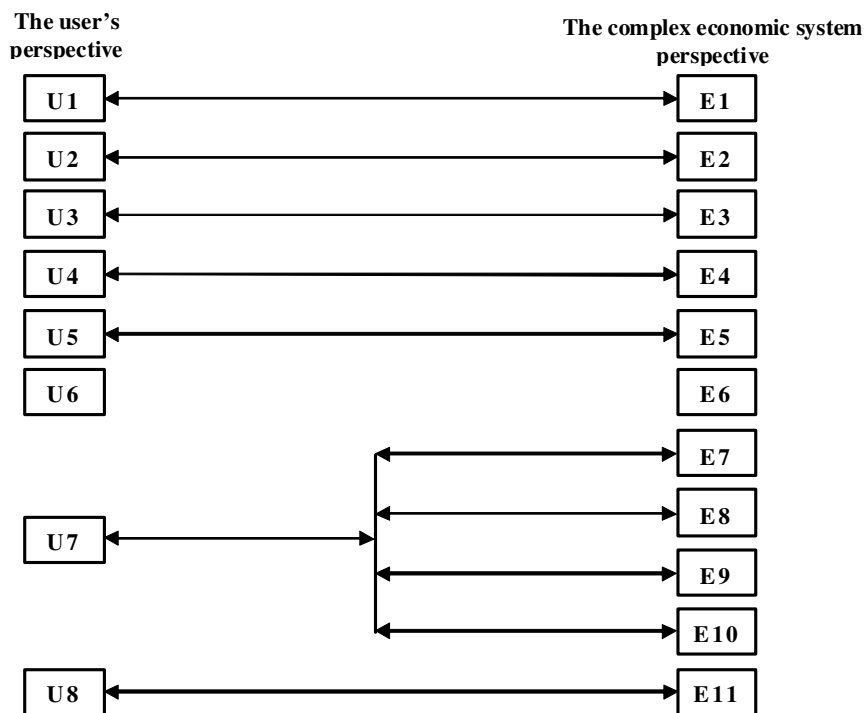 The user's
perspective
The complex economic system
perspective
U1
E1
U2
E2
U3
E3
U4
E4
U5
E5
U6
E6
E7
E8
U7
E9
E10
U8
E11